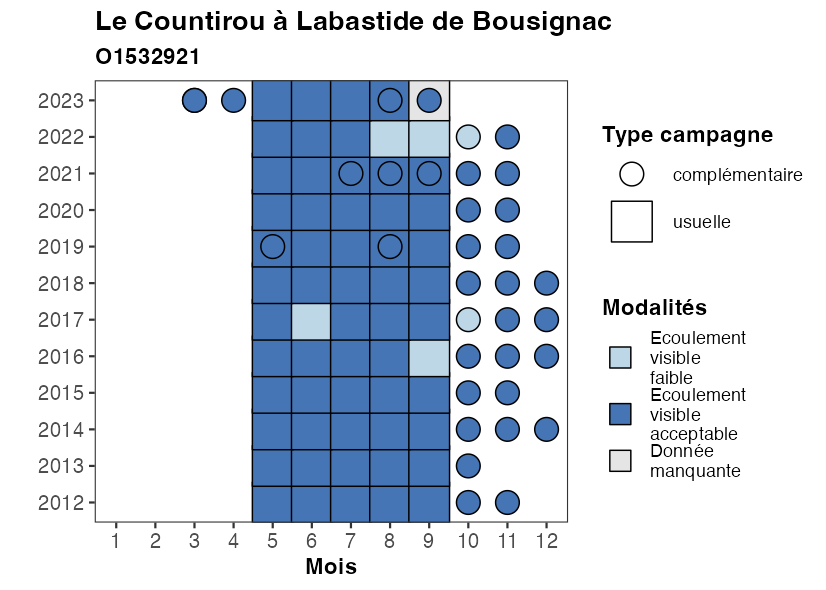 Le Countirou à Labastide de Bousignac
O1532921
2023
2022
2021
2020
2019
2018
2017
2016
2015
2014
2013
2012
1 2 3 4 5 6 7 8 9 10 11 12
Mois
Type campagne
complémentaire
usuelle
Modalités
Ecoulement
visible
faible
Ecoulement
visible
acceptable
Donnée
manquante